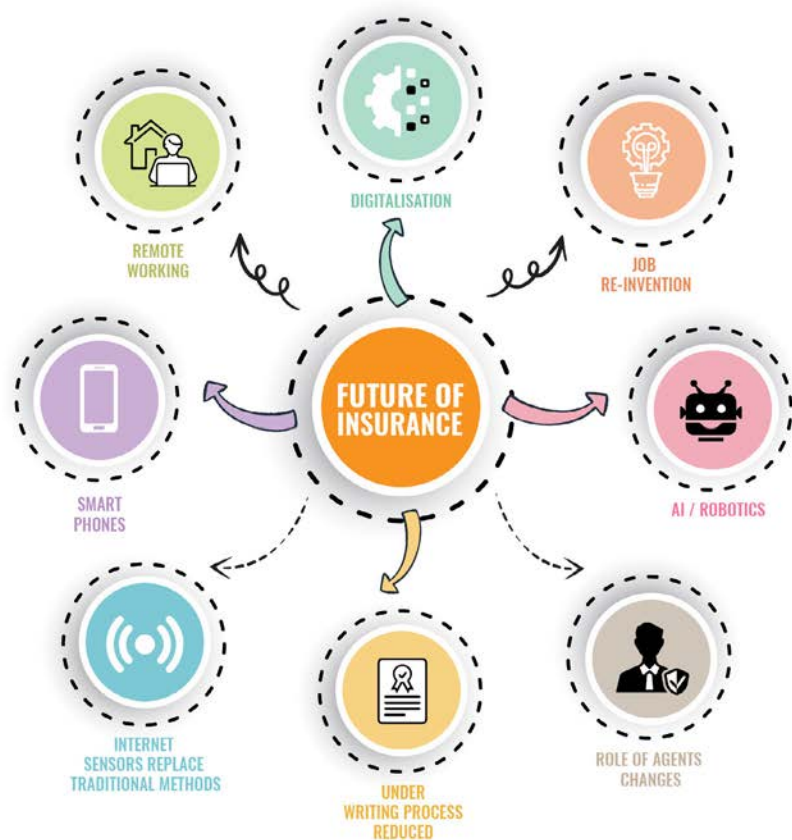 DIGITALISATION
REMOTE
WORKING
JOB
RE-INVENTION
FUTURE OF
INSURANCE
SMART
PHONES
AI / ROBOTICS
INTERNET
SENSORS REPLACE
TRADITIONAL METHODS
UNDER
WRITING PROCESS
REDUCED
ROLE OF AGENTS
CHANGES